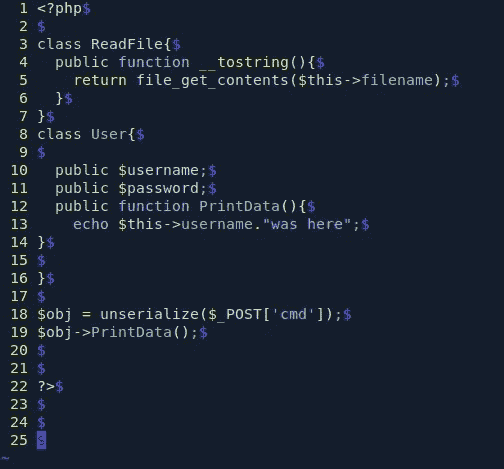 1 <?php$
2 $
3 class ReadFile{$
4   public function __tostring(){$
5     return file_get_contents($this->filename);$
6   }$
7 }$
8 class User{$
9 $
10   public $username;$
11   public $password;$
12   public function PrintData(){$
13     echo $this->username."was here";$
14 }$
15 $
16 }$
17 $
18 $obj = unserialize($_POST['cmd']);$
19 $obj->PrintData();$
20 $
21 $
22 ?>$
23 $
24 $
25 $
~